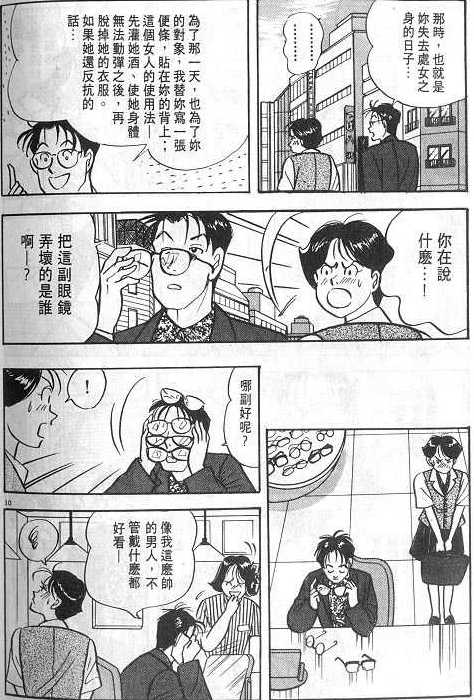 那時，也就是
妳失去處女之
身的日子…
………
………
為了那一天，也為了妳
的對象，我替妳寫一張
便條，貼在妳的背上；
這個女人的使用法—
先灌她酒、使她身體
無法動彈之後，再
脫掉她的衣服。
如果她還反抗的
話…
你在說
什麽…！
把這副眼鏡
弄壞的是誰
啊—？
哪副好呢？
！
像我這麽帥
的男人，不
管戴什麽都
好看—
10